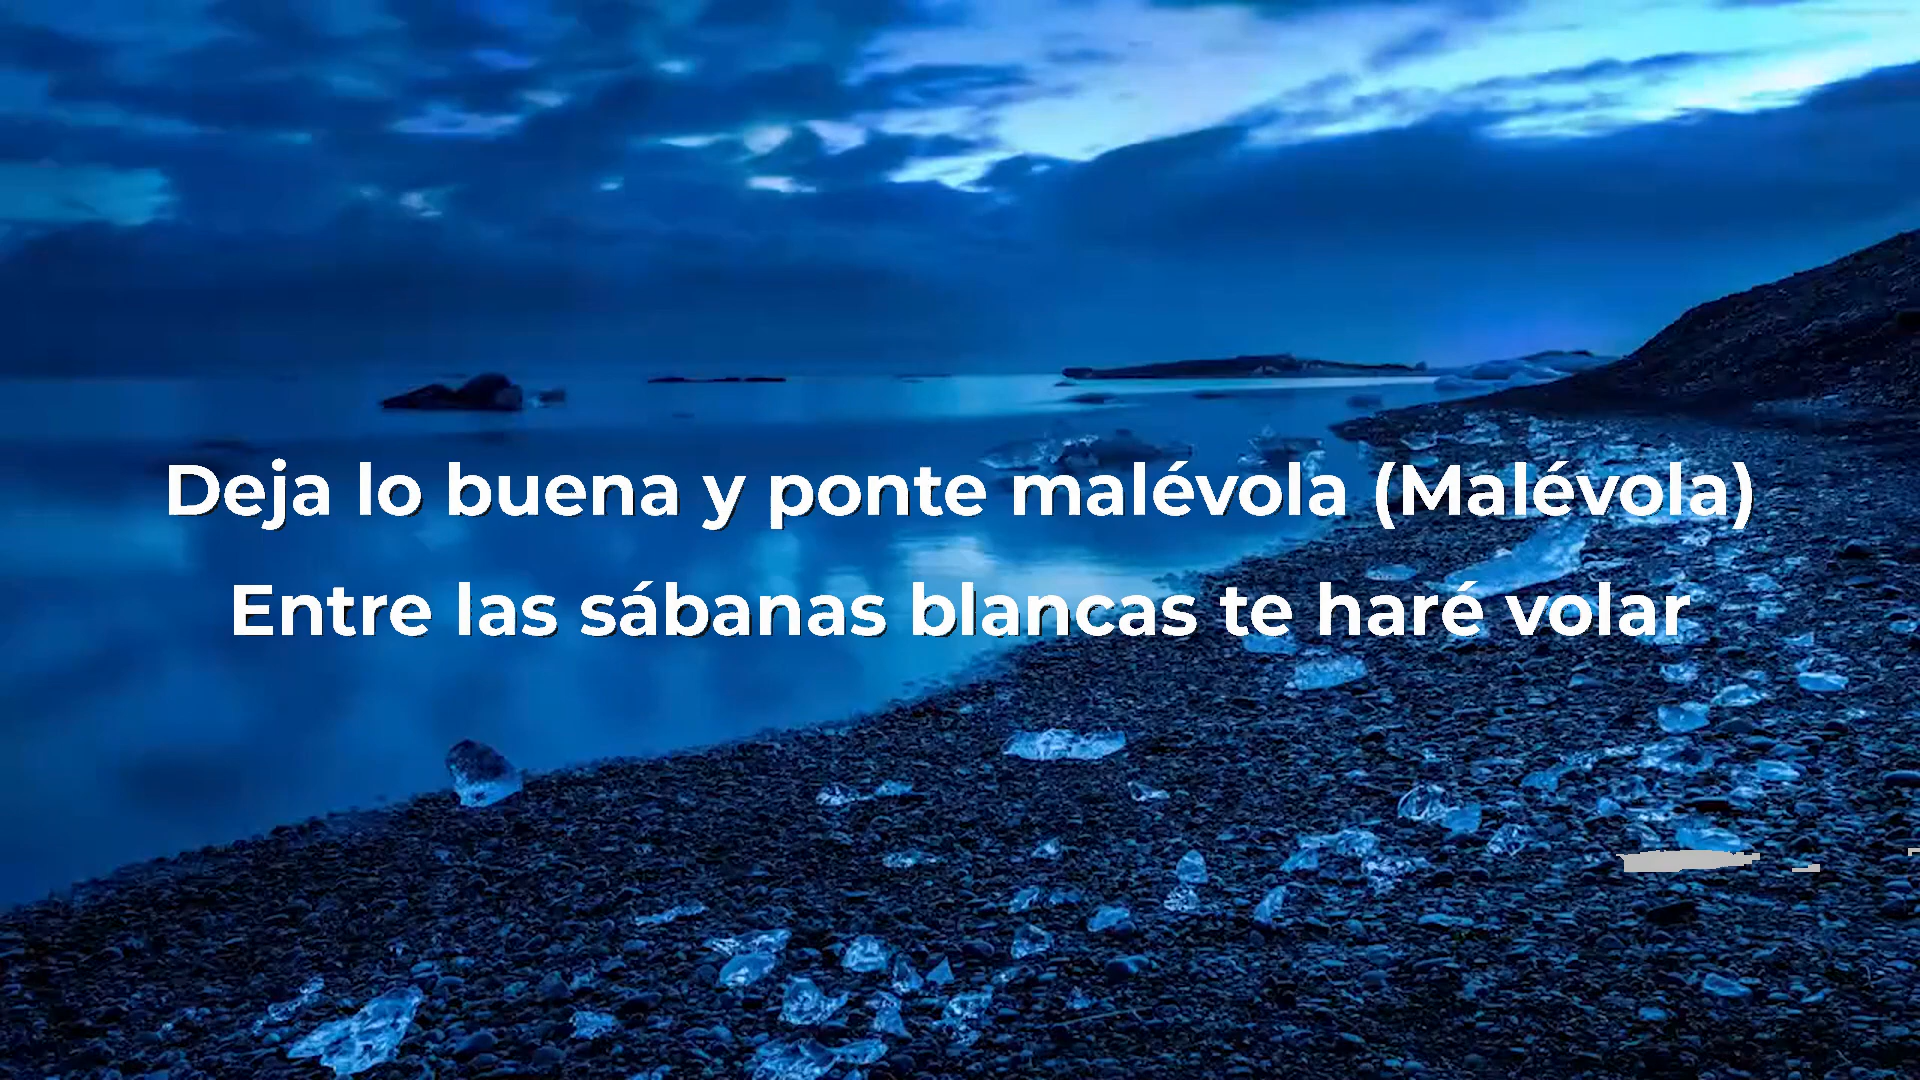 Deja lo buena y ponte malévola (Malévola)
Entre las sábanas blancas te haré volar